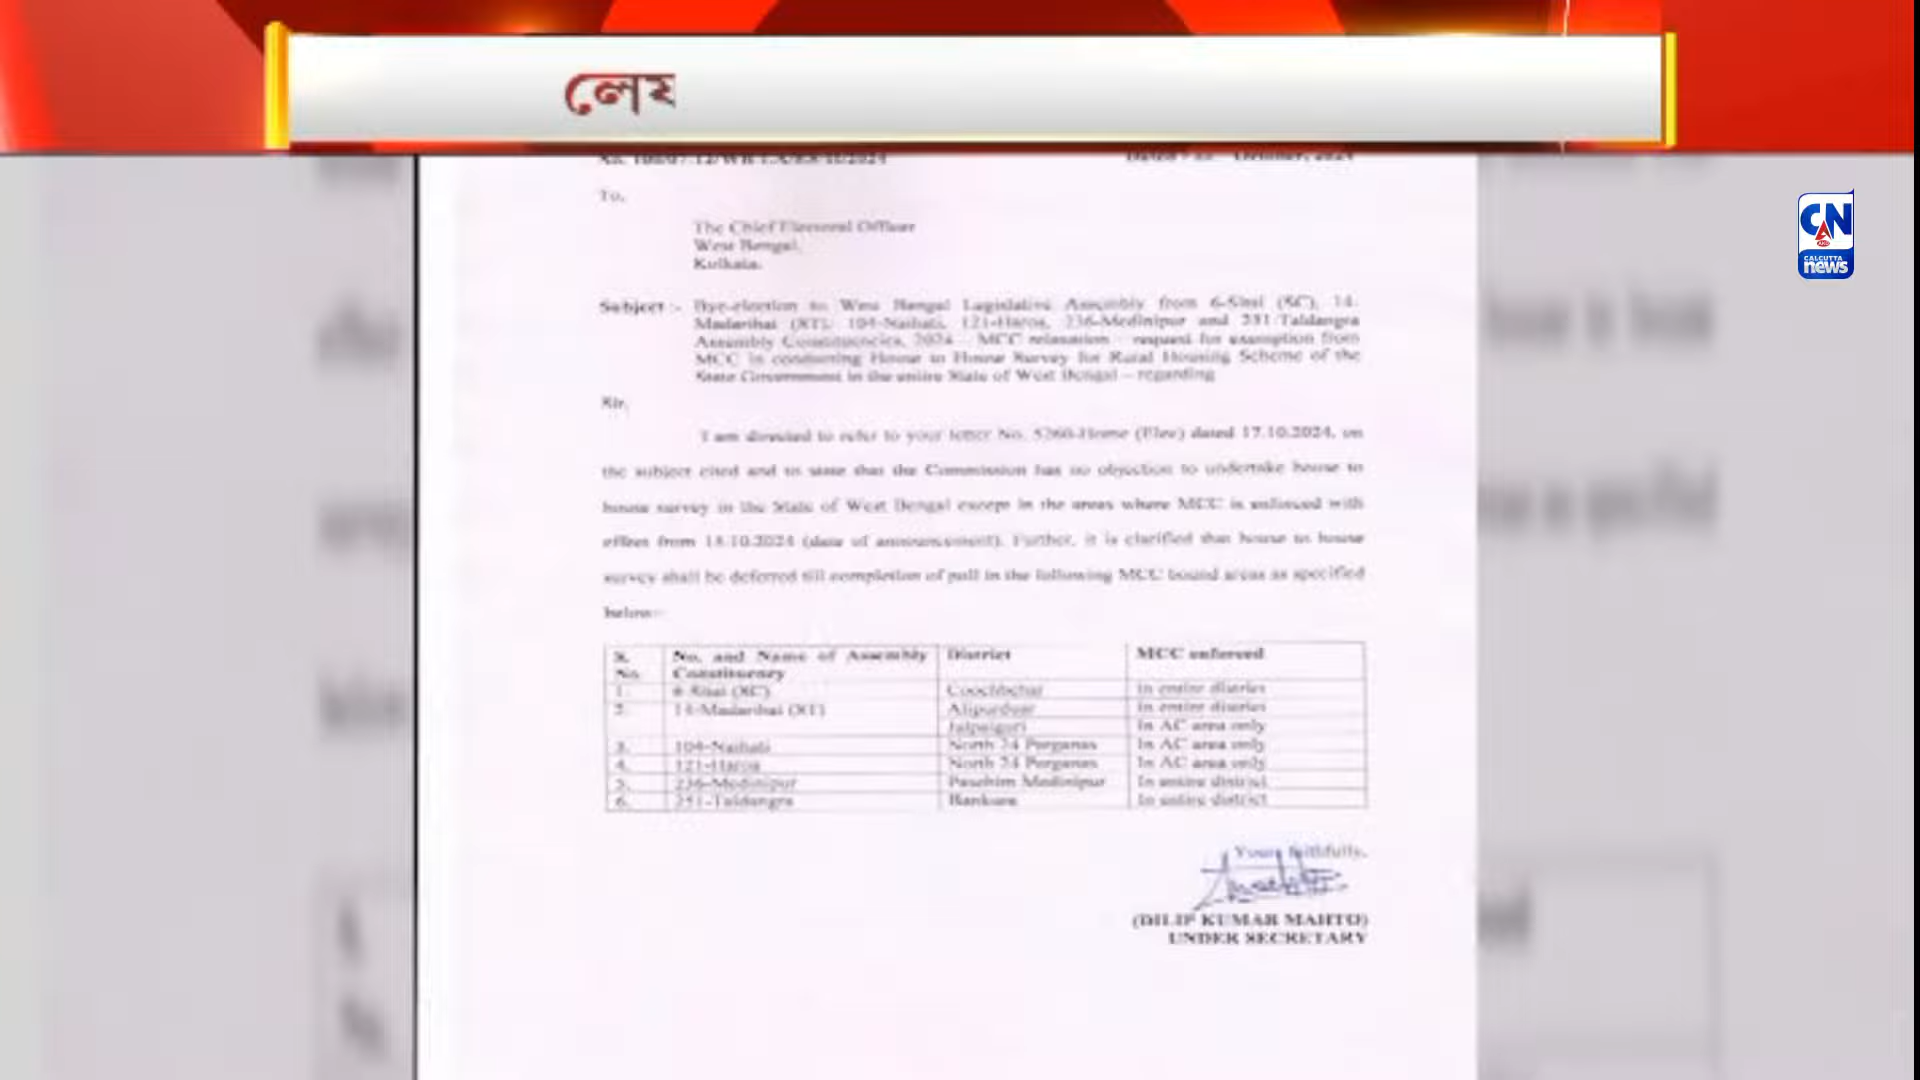 To,
The Chief Electoral Officer
West Bengal,
Kolkata.
Subject :- Bye-election to West Bengal Legislative Assembly from 6-Sitai (SC), 14-
Madarihat (ST), 104-Naihati, 121-Haroa, 236-Medinipur and 251-Taldangra
Assembly Constituencies, 2024 - MCC relaxation - request for exemption from
MCC in conducting House to House Survey for Rural Housing Scheme of the
State Government in the entire State of West Bengal – regarding
Sir,
I am directed to refer to your letter No. (Elec) dated 17.10.2024, on
the subject cited and to state that the Commission has no objection to undertake house to
house survey in the State of West Bengal except in the areas where MCC is enforced with
effect from (date of announcement). Further, it is clarified that house to house
survey shall be deferred till completion of poll in the following MCC bound areas as specified
below:-
S. No. and Name of Assembly District MCC enforced
No. Constituency
1. 6-Sitai (SC) Coochbehar In entire district
2. 14-Madarihat (ST) Alipurduar In entire district
Jalpaiguri In AC area only
3. 104-Naihati North 24 Parganas In AC area only
4. 121-Haroa North 24 Parganas In AC area only
5. 236-Medinipur Paschim Medinipur In entire district
6. 251-Taldangra Bankura In entire district
Yours faithfully,
(DILIP KUMAR MAHTO)
UNDER SECRETARY
CN
CALCUTTA
news